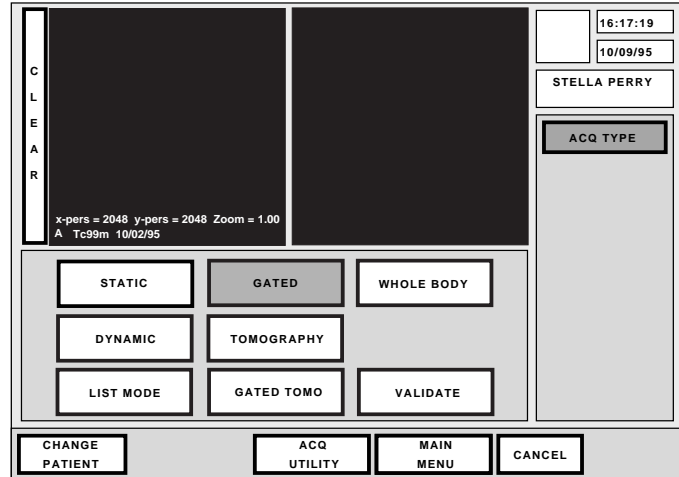 C
L
E
A
R
x-pers = 2048 y-pers = 2048 Zoom = 1.00
A Tc99m 10/02/95
16:17:19
10/09/95
STELLA PERRY
ACQ TYPE
STATIC
GATED
WHOLE BODY
DYNAMIC
TOMOGRAPHY
LIST MODE
GATED TOMO
VALIDATE
CHANGE
PATIENT
ACQ
UTILITY
MAIN
MENU
CANCEL